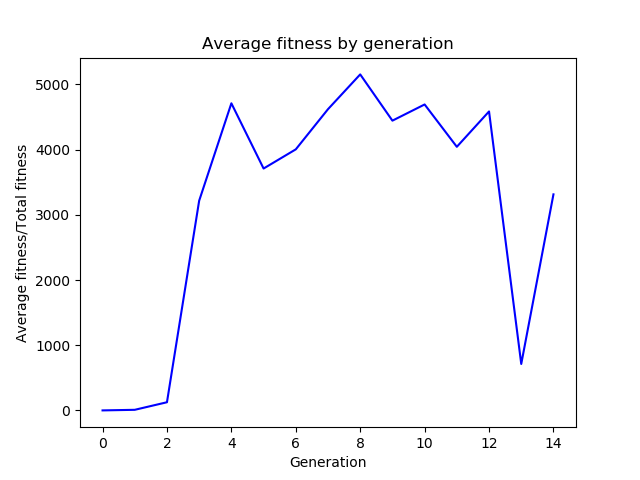 Average fitness by generation
Average fitness/Total fitness
5000
4000
3000
2000
1000
0
0 2 4 6 8 10 12 14
Generation